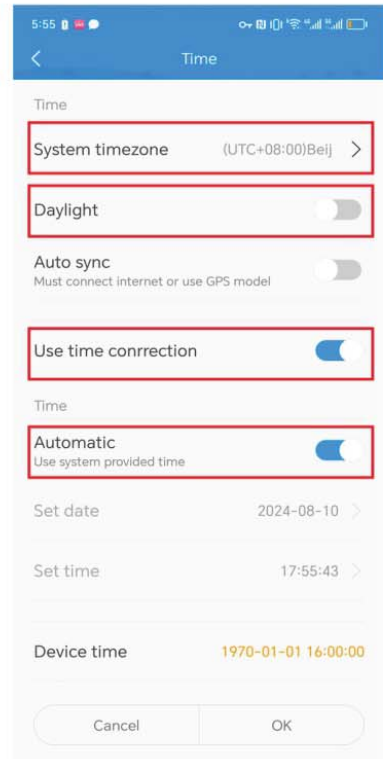 5:55
Time
Time
System timezone (UTC+08:00)Beij
Daylight
Auto sync
Must connect internet or use GPS model
Use time conrrection
Time
Automatic
Use system provided time
Set date 2024-08-10
Set time 17:55:43
Device time 1970-01-01 16:00:00
Cancel OK